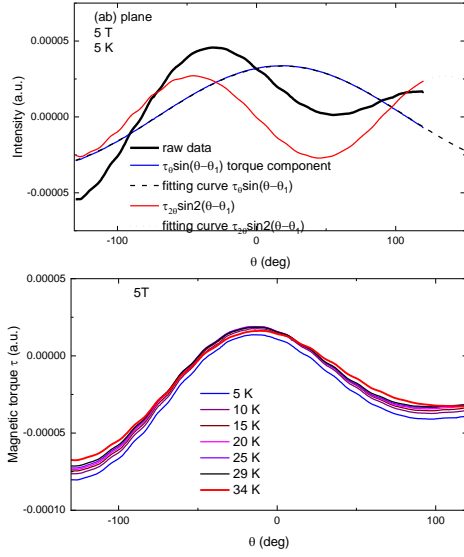 (ab) plane
5 T
5 K
0.00005
0.00000
-0.00005
Intensity (a.u.)
raw data
τθsin(θ-θ1) torque component
fitting curve τθsin(θ-θ1)
τ2θsin2(θ-θ1)
fitting curve τ2θsin2(θ-θ1)
-100 0 100
θ (deg)
5T
0.00005
0.00000
-0.00005
-0.00010
Magnetic torque τ (a.u.)
5 K
10 K
15 K
20 K
25 K
29 K
34 K
-100 0 100
θ (deg)